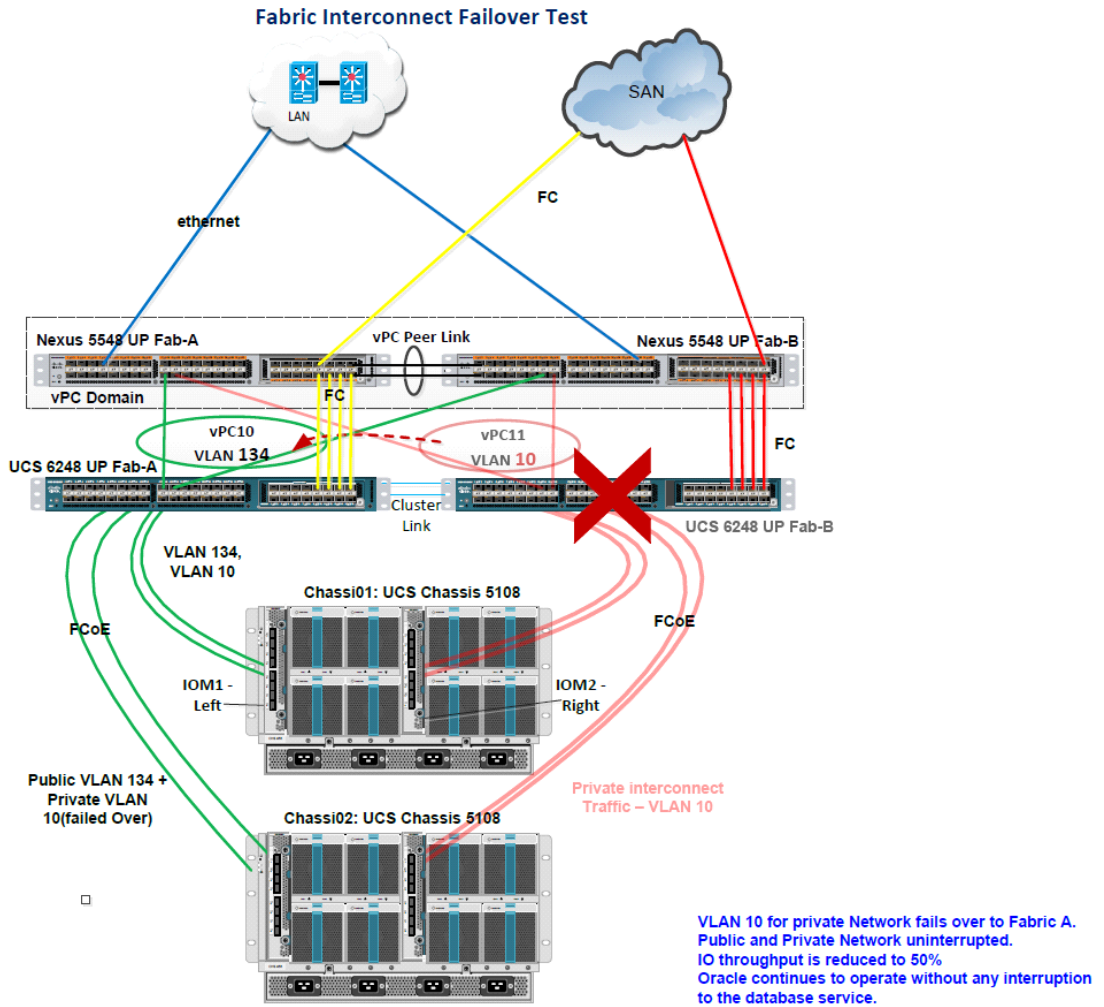 Fabric Interconnect Failover Test
LAN
SAN
FC
ethernet
Nexus 5548 UP Fab-A
vPC Peer Link
Nexus 5548 UP Fab-B
vPC Domain
FC
vPC10
VLAN 134
vPC11
VLAN 10
FC
UCS 6248 UP Fab-A
Cluster
Link
UCS 6248 UP Fab-B
VLAN 134,
VLAN 10
Chassi01: UCS Chassis 5108
FCoE
FCoE
IOM1 -
Left
IOM2 -
Right
Public VLAN 134 +
Private VLAN
10(failed Over)
Private interconnect
Traffic – VLAN 10
Chassi02: UCS Chassis 5108
VLAN 10 for private Network fails over to Fabric A.
Public and Private Network uninterrupted.
IO throughput is reduced to 50%
Oracle continues to operate without any interruption
to the database service.